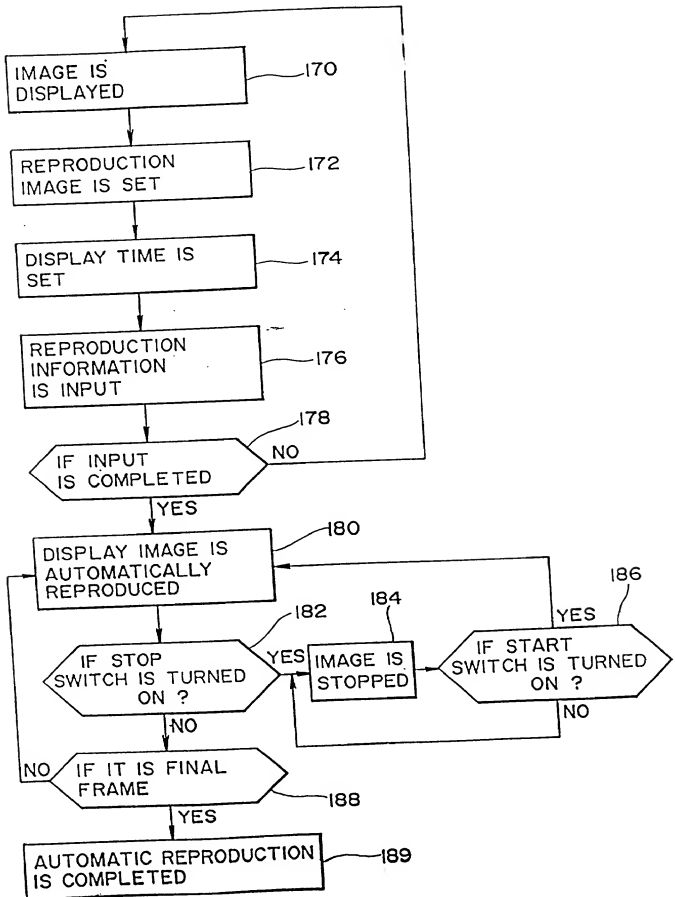 IMAGE IS
DISPLAYED
170
REPRODUCTION
IMAGE IS SET
172
DISPLAY TIME IS
SET
174
REPRODUCTION
INFORMATION
IS INPUT
176
178
IF INPUT
IS COMPLETED
NO
YES
180
DISPLAY IMAGE IS
AUTOMATICALLY
REPRODUCED
182
IF STOP
SWITCH IS TURNED
ON ?
YES
184
IMAGE IS
STOPPED
186
YES
IF START
SWITCH IS TURNED
ON ?
NO
NO
NO
IF IT IS FINAL
FRAME
188
YES
AUTOMATIC REPRODUCTION
IS COMPLETED
189